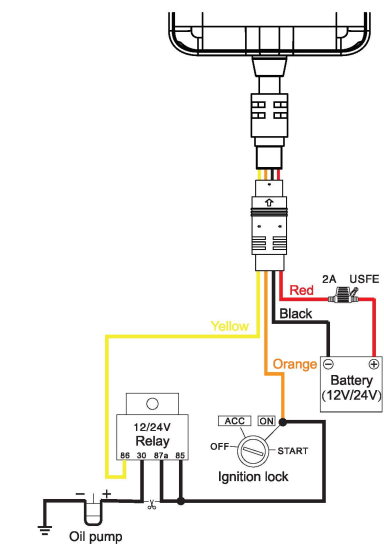 2A USFE
Red
Black
Yellow
Orange
− +
Battery
(12V/24V)
12/24V
Relay
86 30 87a 85
ACC ON
OFF START
Ignition lock
− +
Oil pump